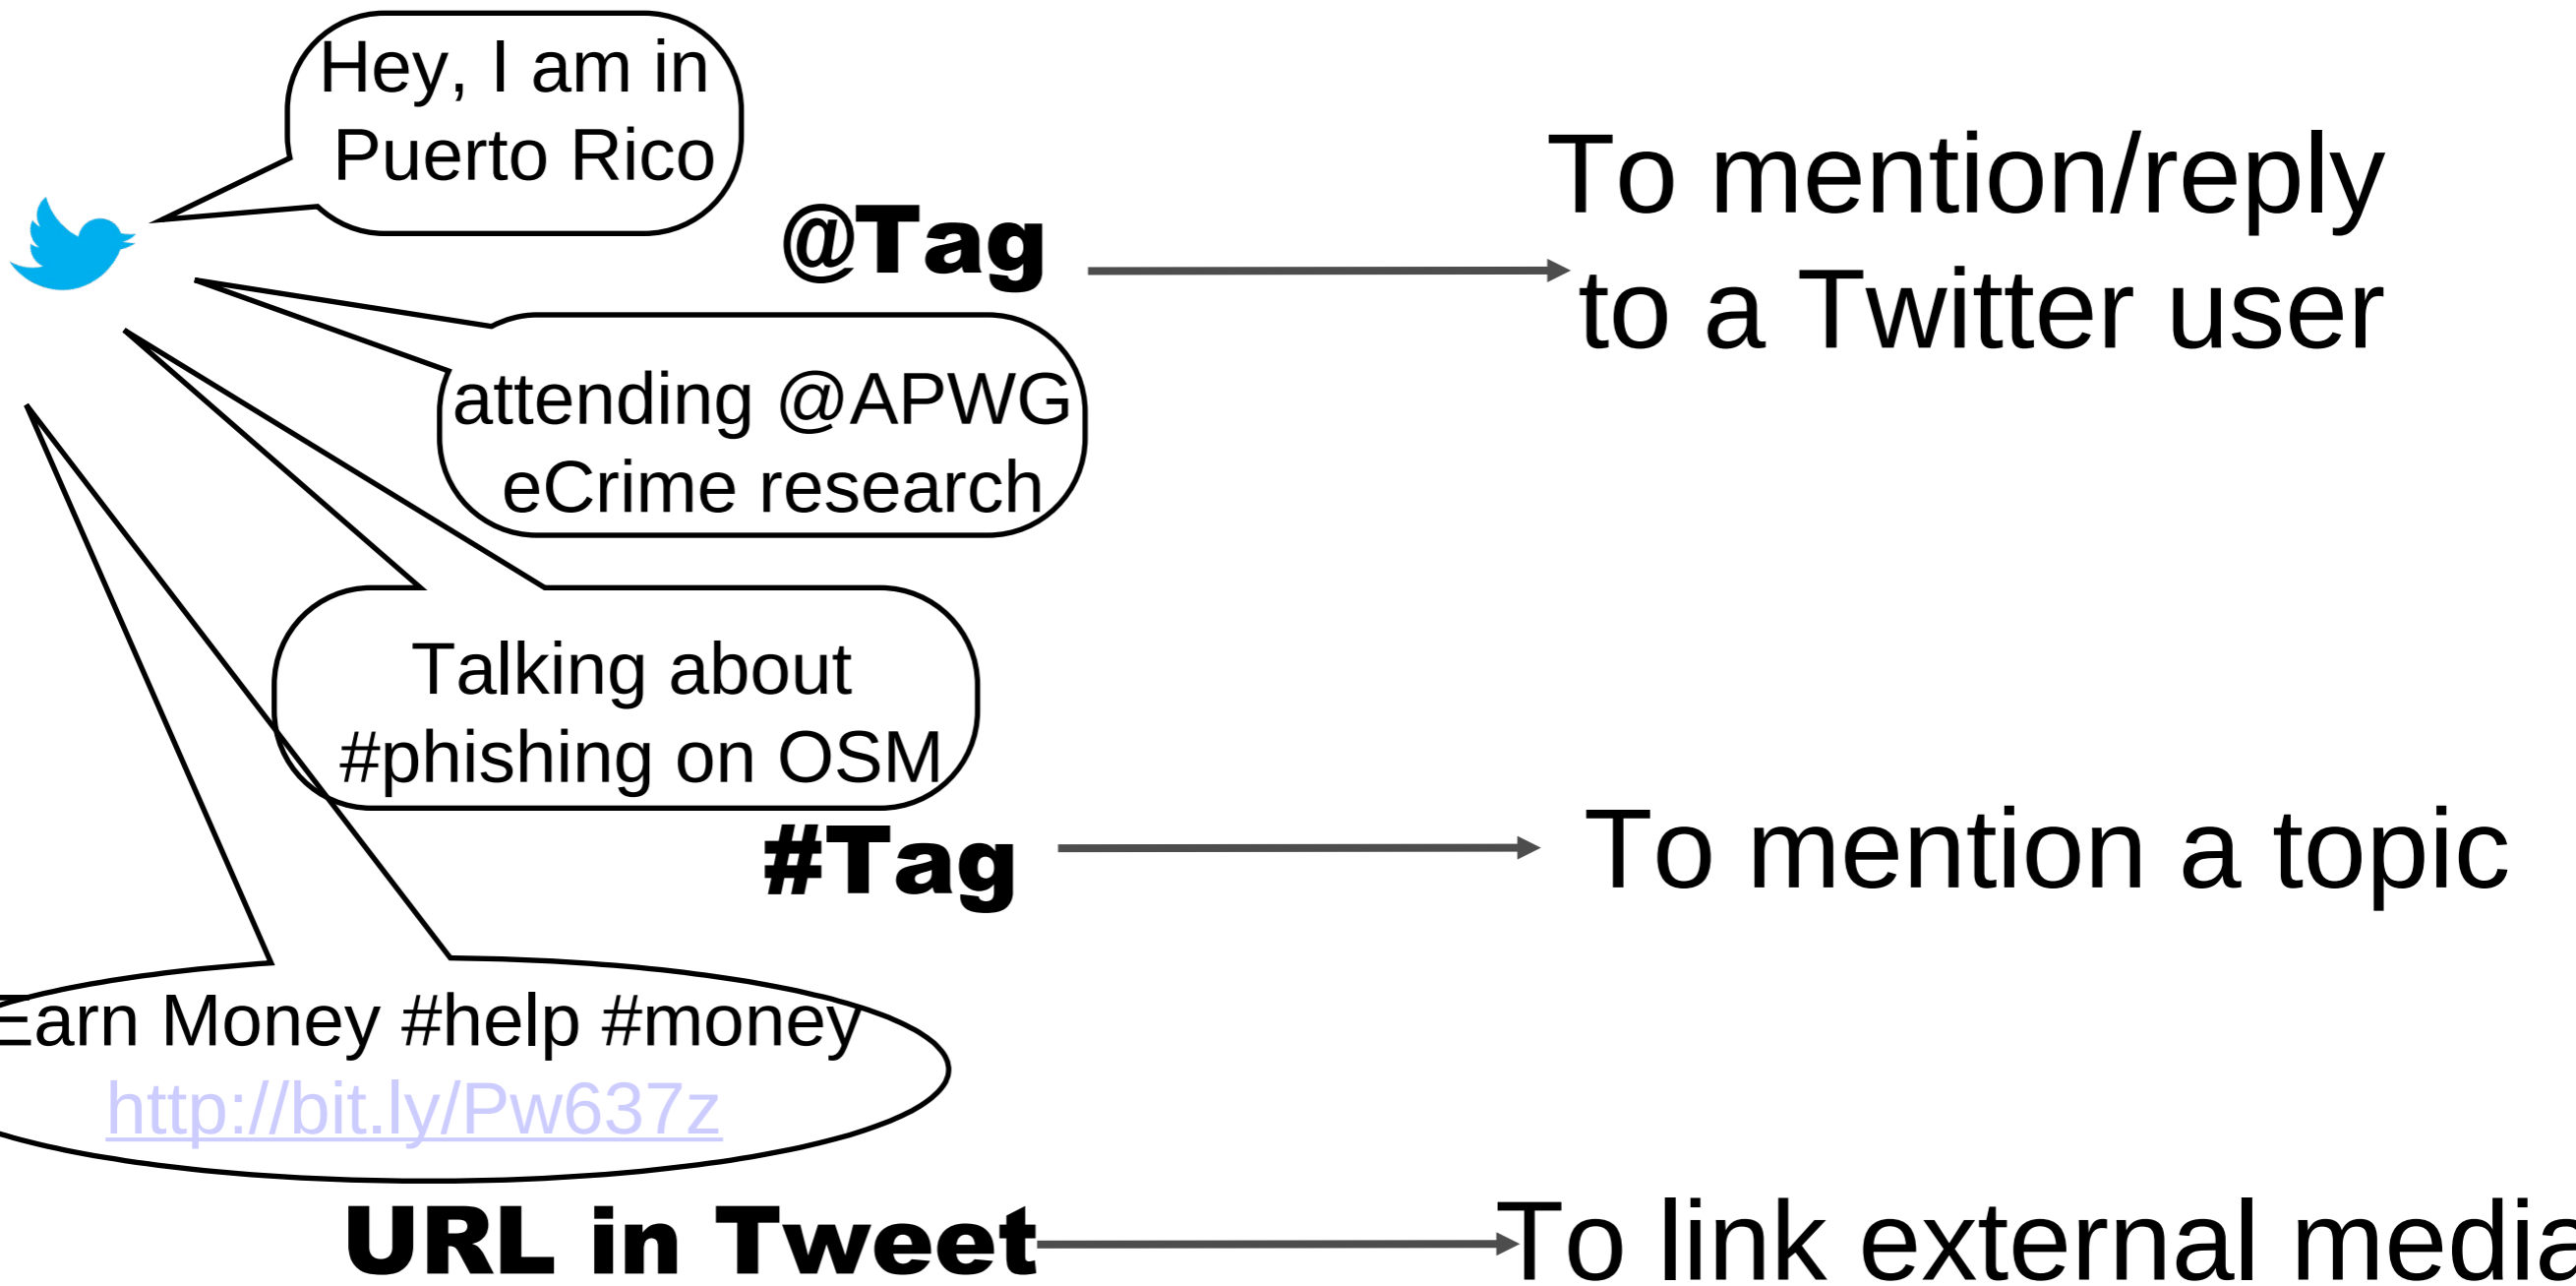 Hey, I am in
Puerto Rico
@Tag
To mention/reply
to a Twitter user
attending @APWG
eCrime research
Talking about
#phishing on OSM
#Tag
To mention a topic
Earn Money #help #money
http://bit.ly/Pw637z
URL in Tweet
To link external media